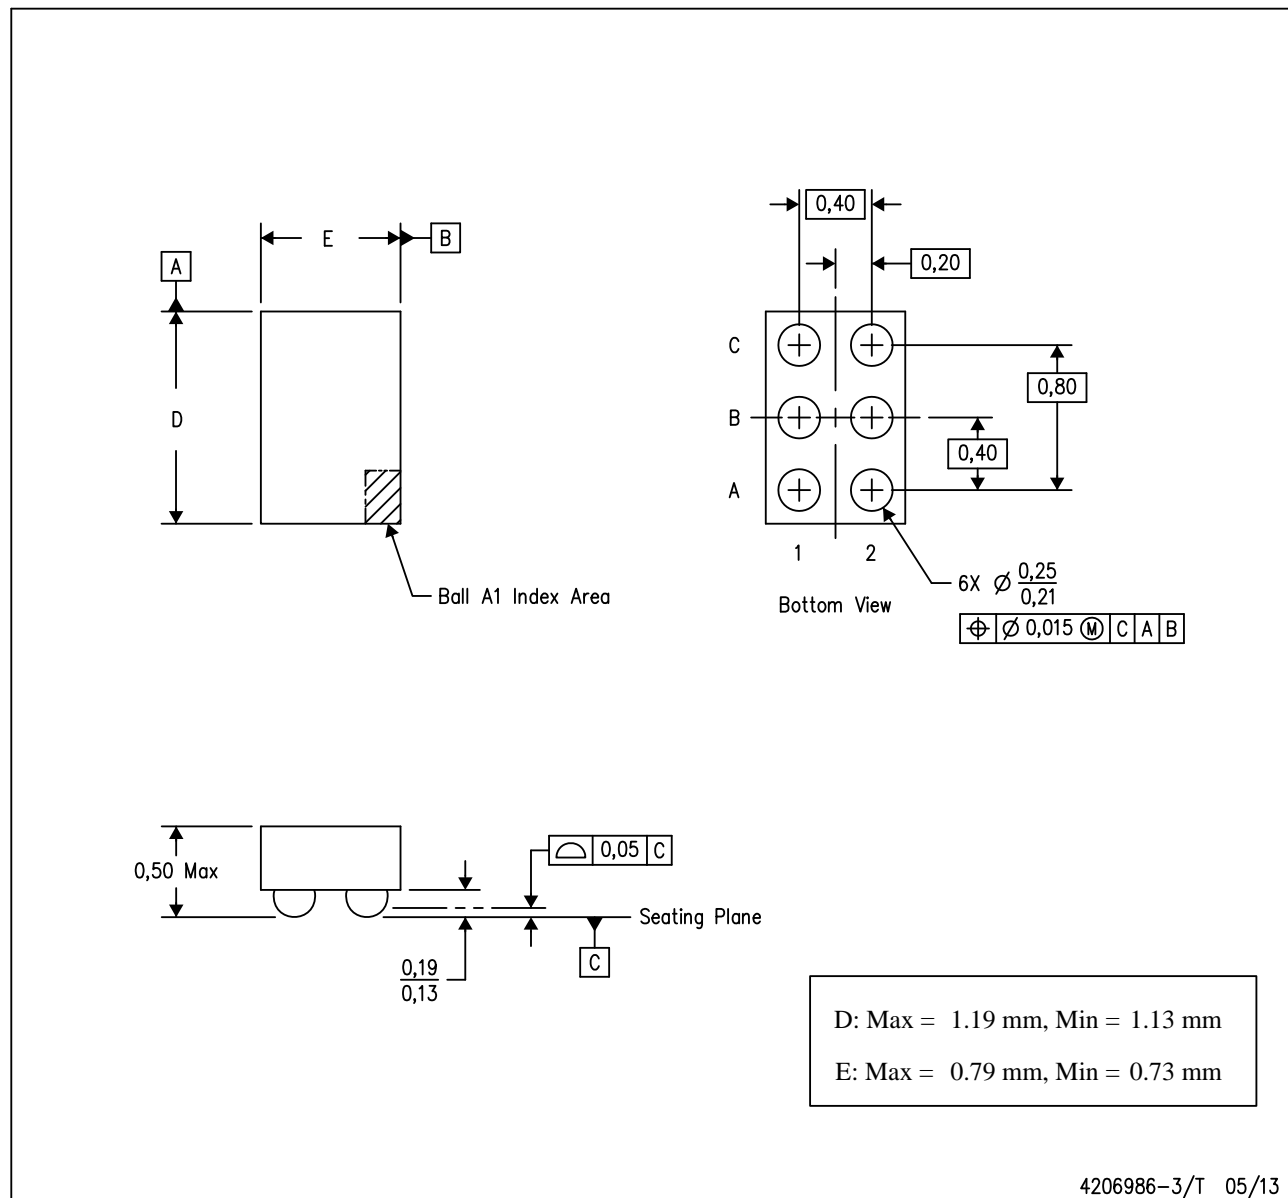 0,40
E
B
A
0,20
C
0,80
D
B
0,40
A
1 2
6X Ø 0,25
0,21
Ball A1 Index Area
Bottom View
⌖ Ø 0,015 Ⓜ C A B
0,50 Max
⌓ 0,05 C
Seating Plane
C
0,19
0,13
D: Max = 1.19 mm, Min = 1.13 mm
E: Max = 0.79 mm, Min = 0.73 mm
4206986-3/T 05/13